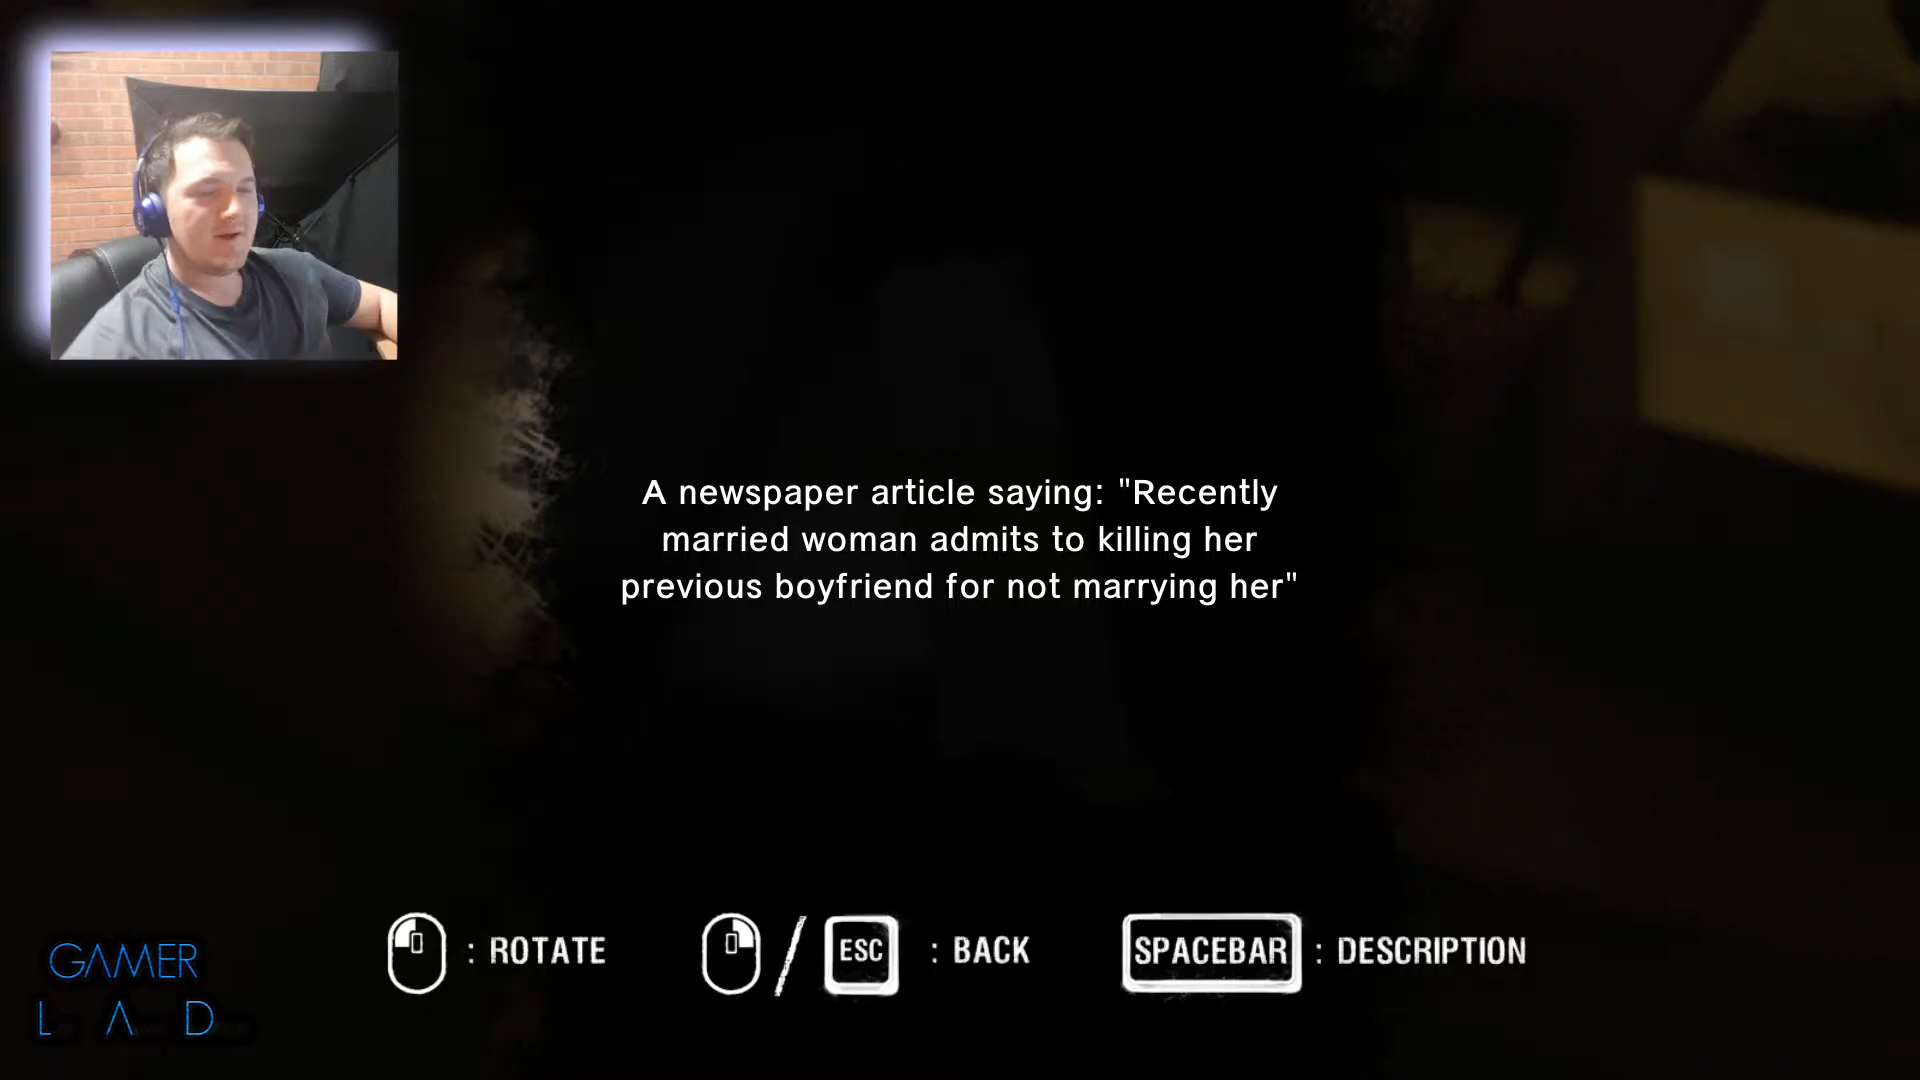 A newspaper article saying: "Recently
married woman admits to killing her
previous boyfriend for not marrying her"
: ROTATE
/ ESC : BACK
SPACEBAR : DESCRIPTION
GAMER
L A D